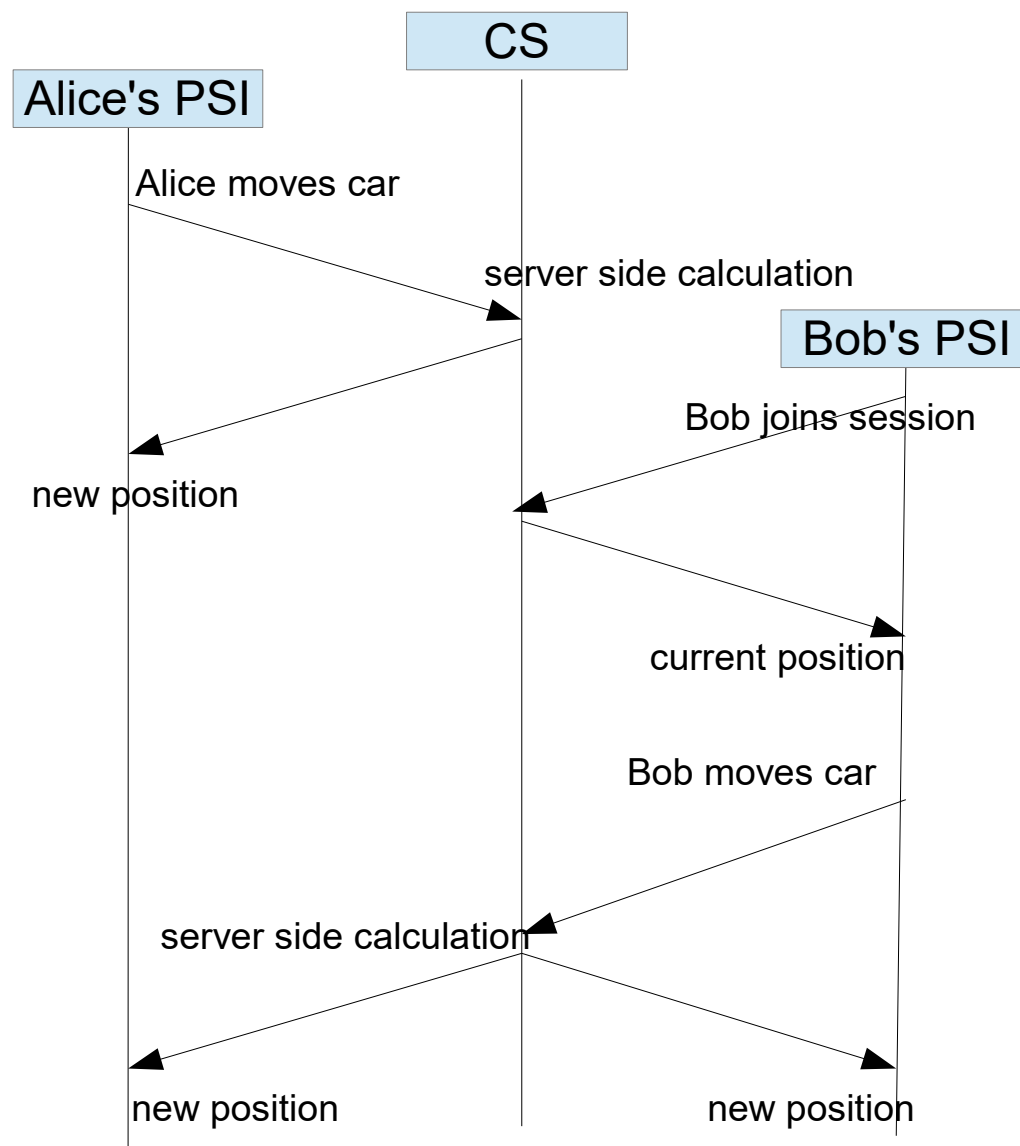 CS
Alice's PSI
Alice moves car
server side calculation
Bob's PSI
Bob joins session
new position
current position
Bob moves car
server side calculation
new position
new position